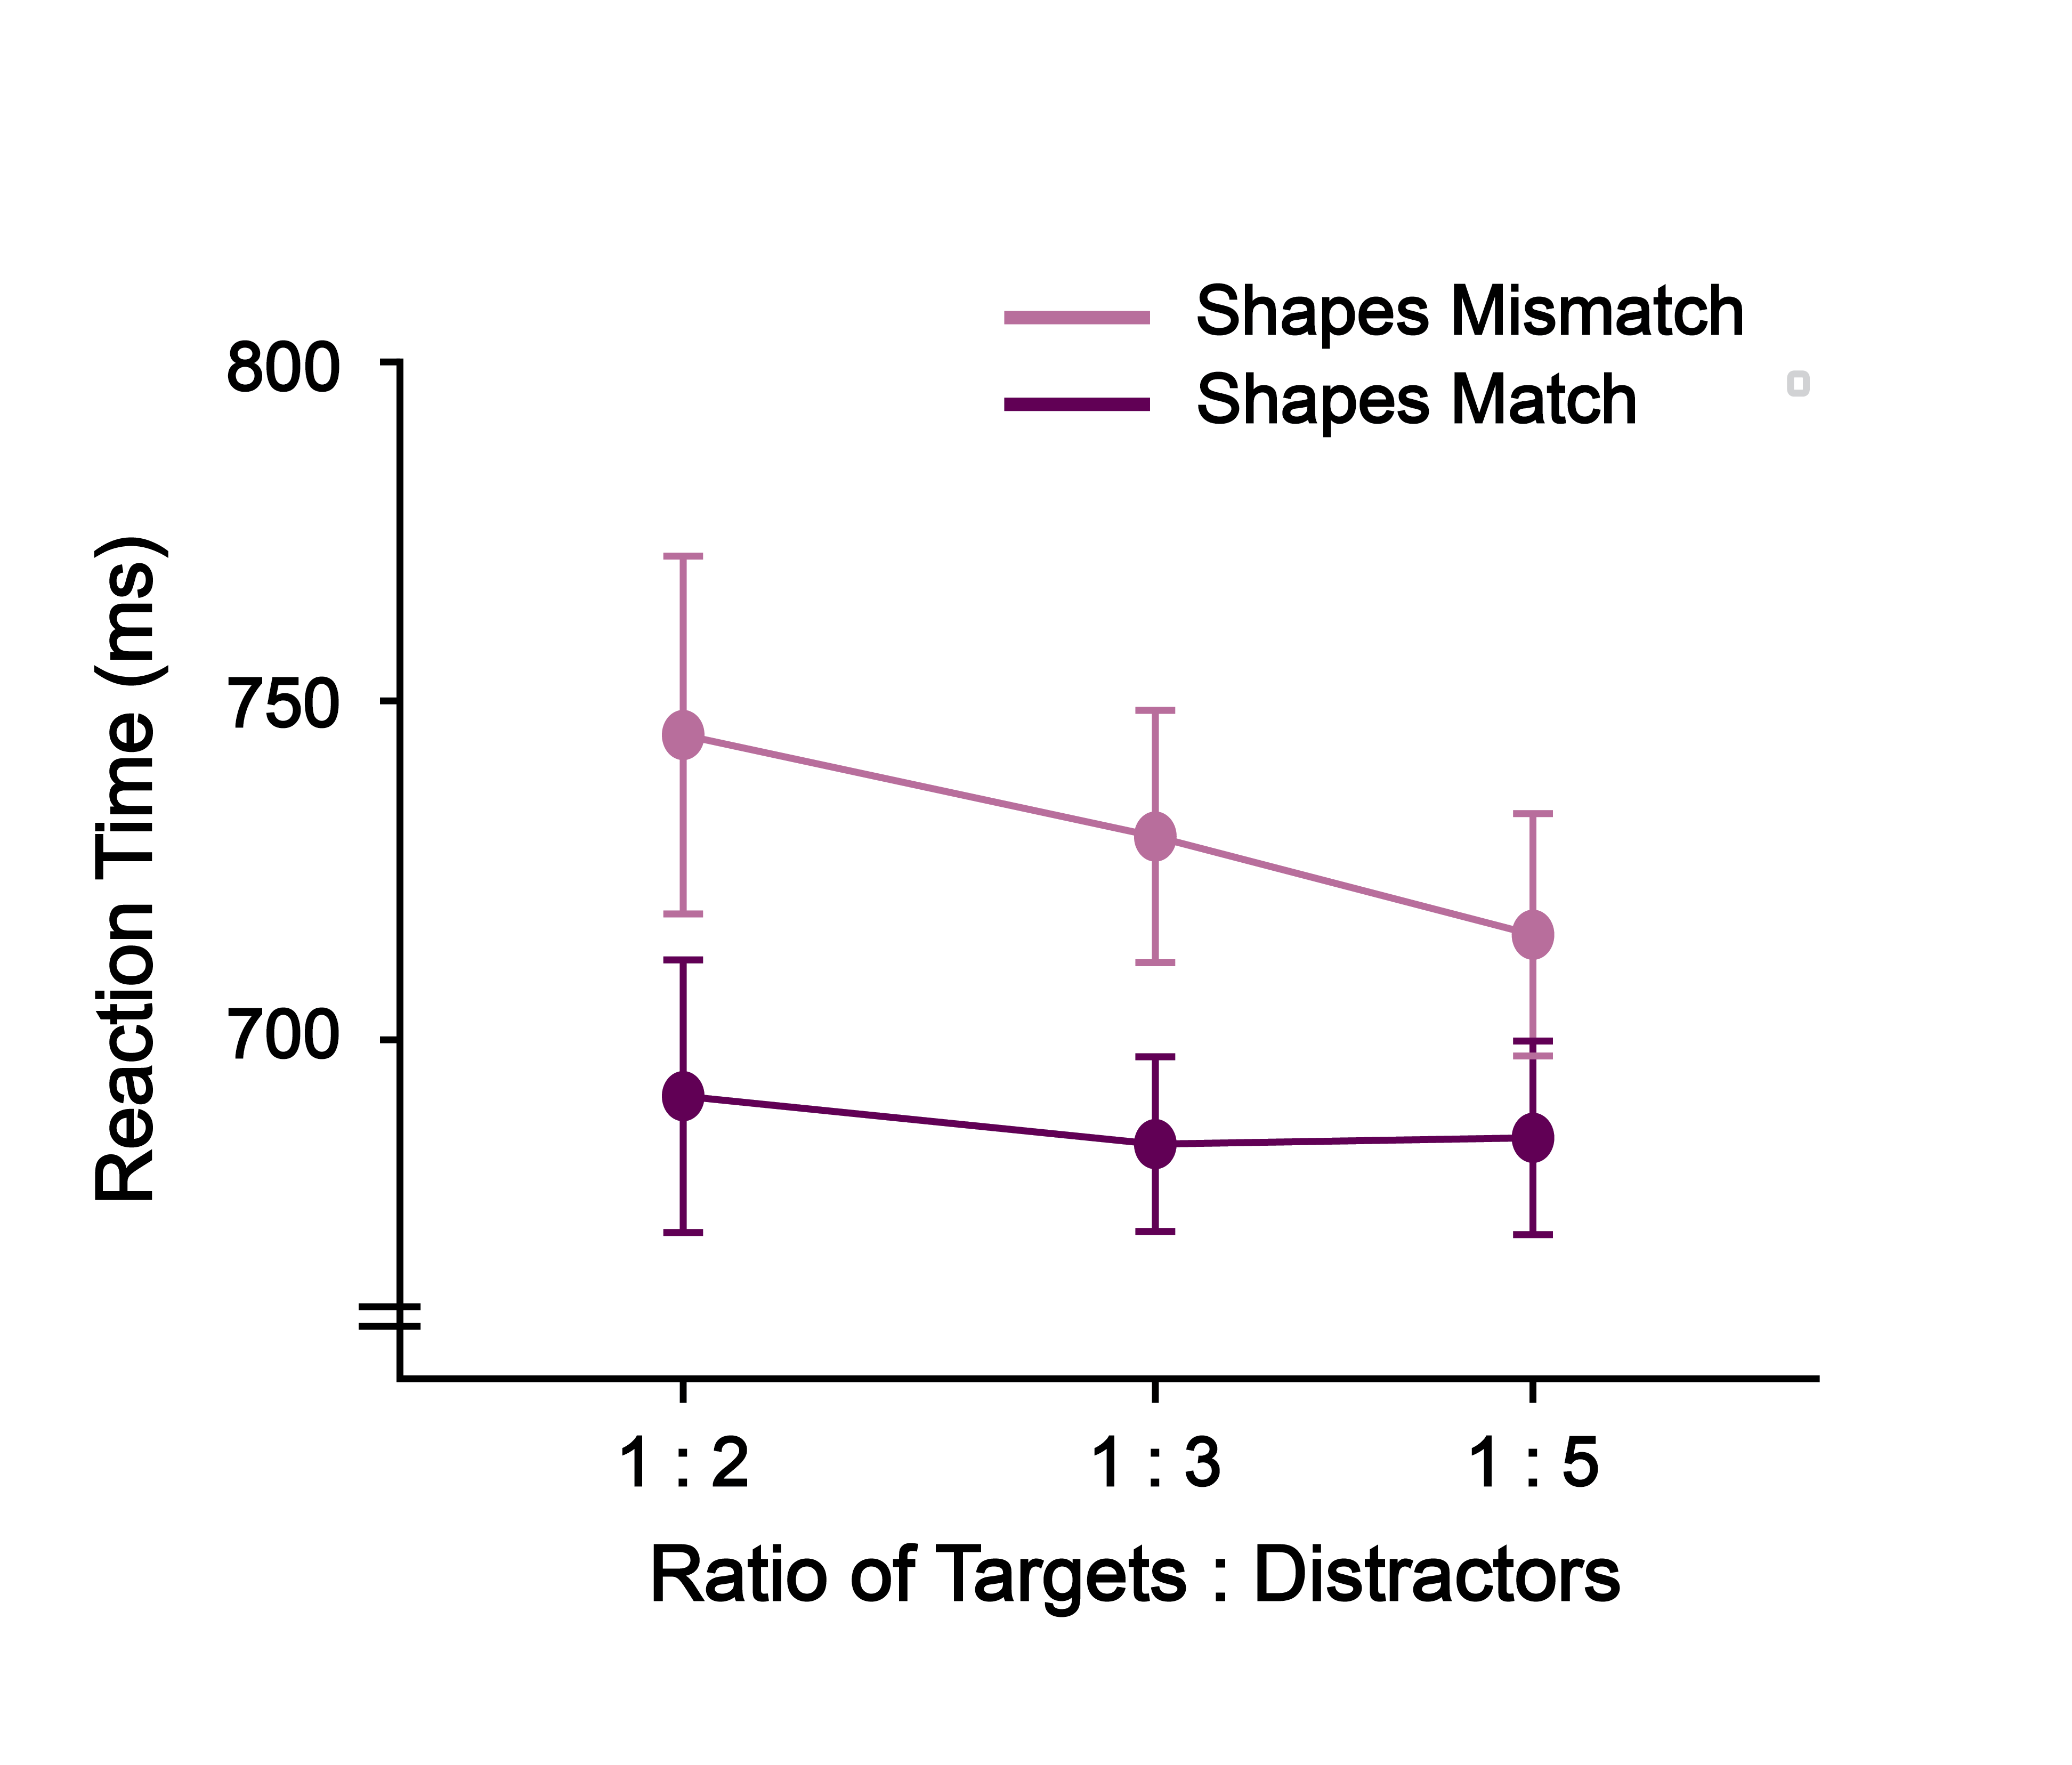 Shapes Mismatch
Shapes Match
800
750
700
Reaction Time (ms)
1 : 2
1 : 3
1 : 5
Ratio of Targets : Distractors